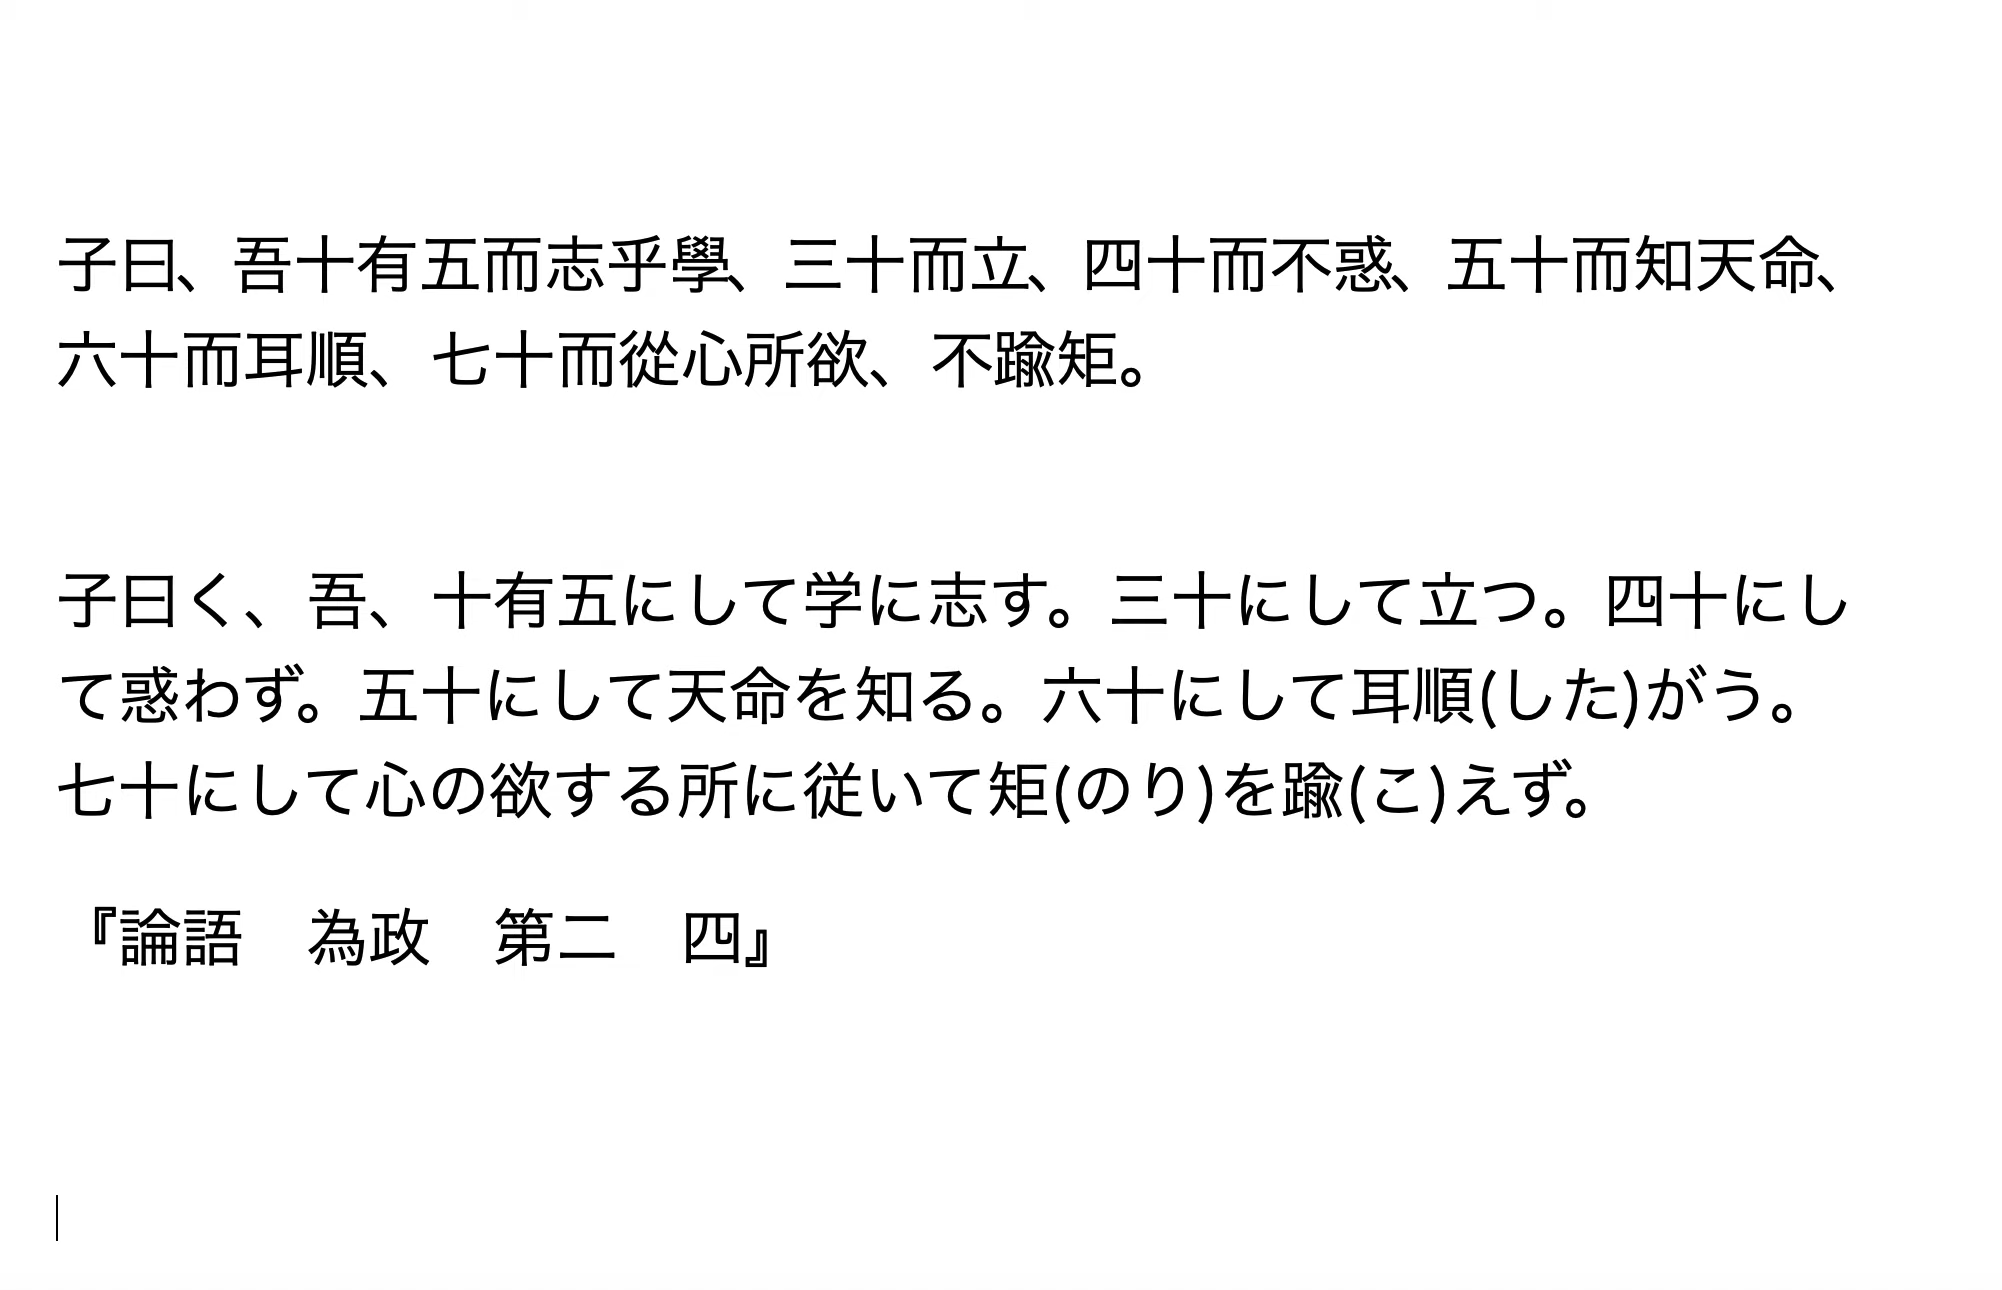 子曰、吾十有五而志乎學、三十而立、四十而不惑、五十而知天命、
六十而耳順、七十而從心所欲、不踰矩。
子曰く、吾、十有五にして学に志す。三十にして立つ。四十にし
て惑わず。五十にして天命を知る。六十にして耳順(した)がう。
七十にして心の欲する所に従いて矩(のり)を踰(こ)えず。
『論語　為政　第二　四』